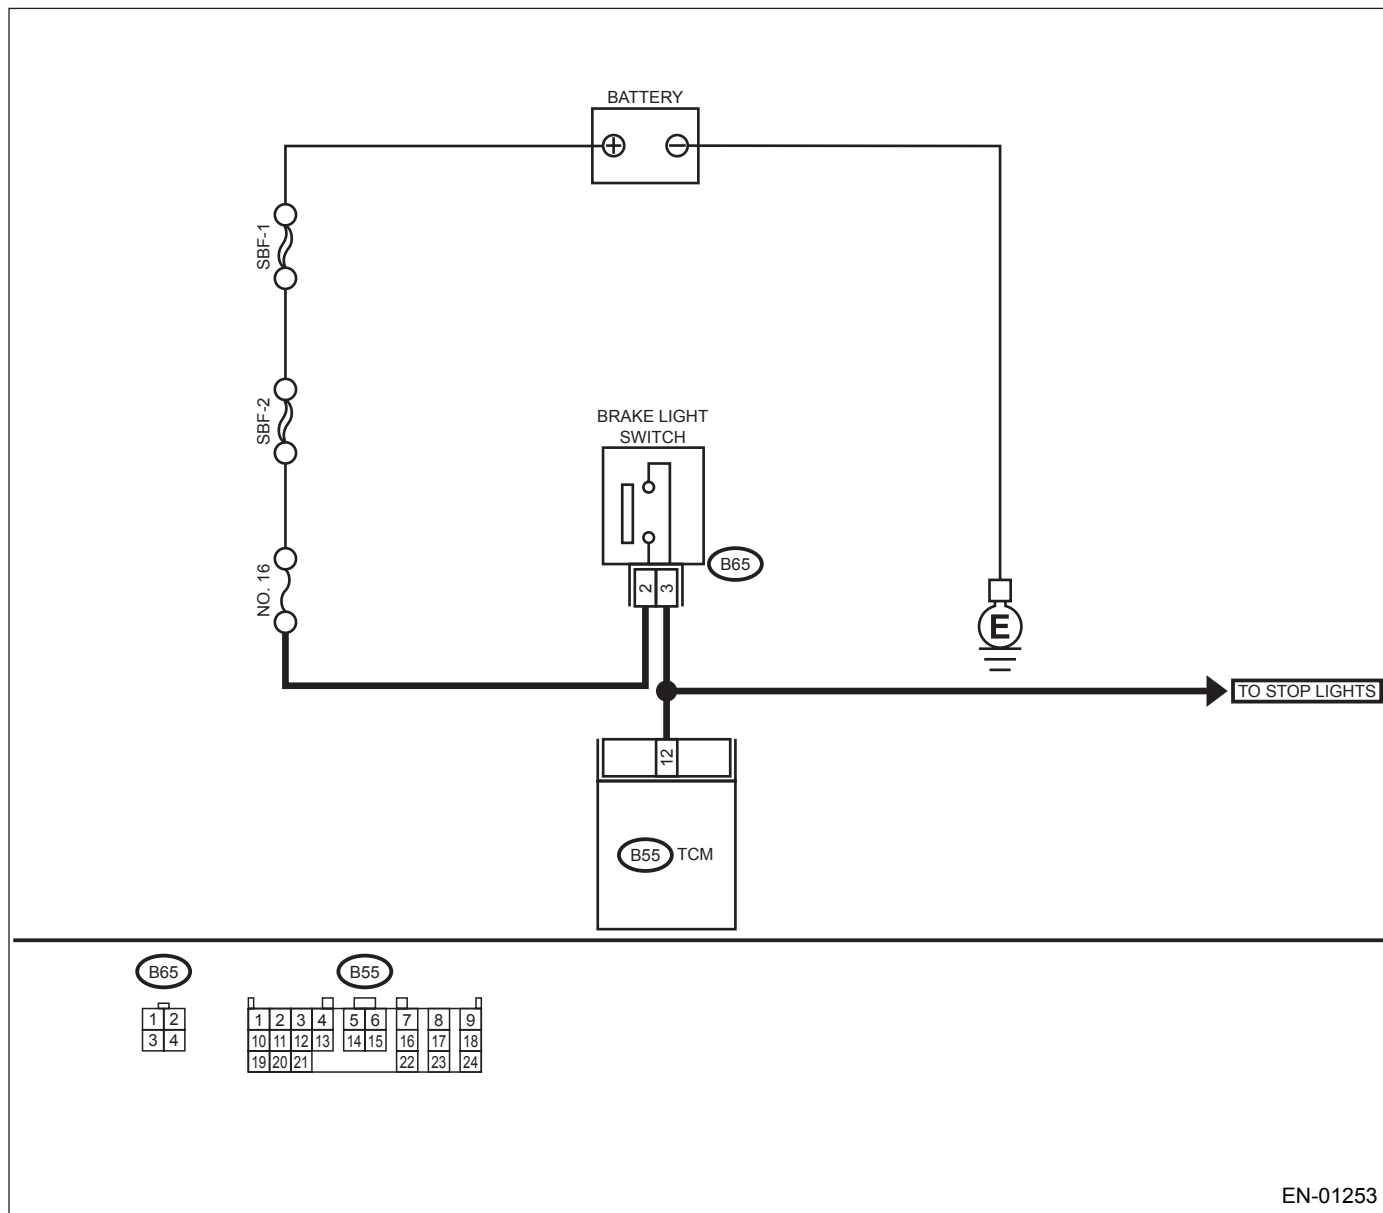 BATTERY
SBF-1
SBF-2
BRAKE LIGHT
SWITCH
B65
NO. 16
2 3
E
TO STOP LIGHTS
12
B55 TCM
B65
B55
1 2
3 4
1 2 3 4 5 6 7 8 9
10 11 12 13 14 15 16 17 18
19 20 21 22 23 24
EN-01253